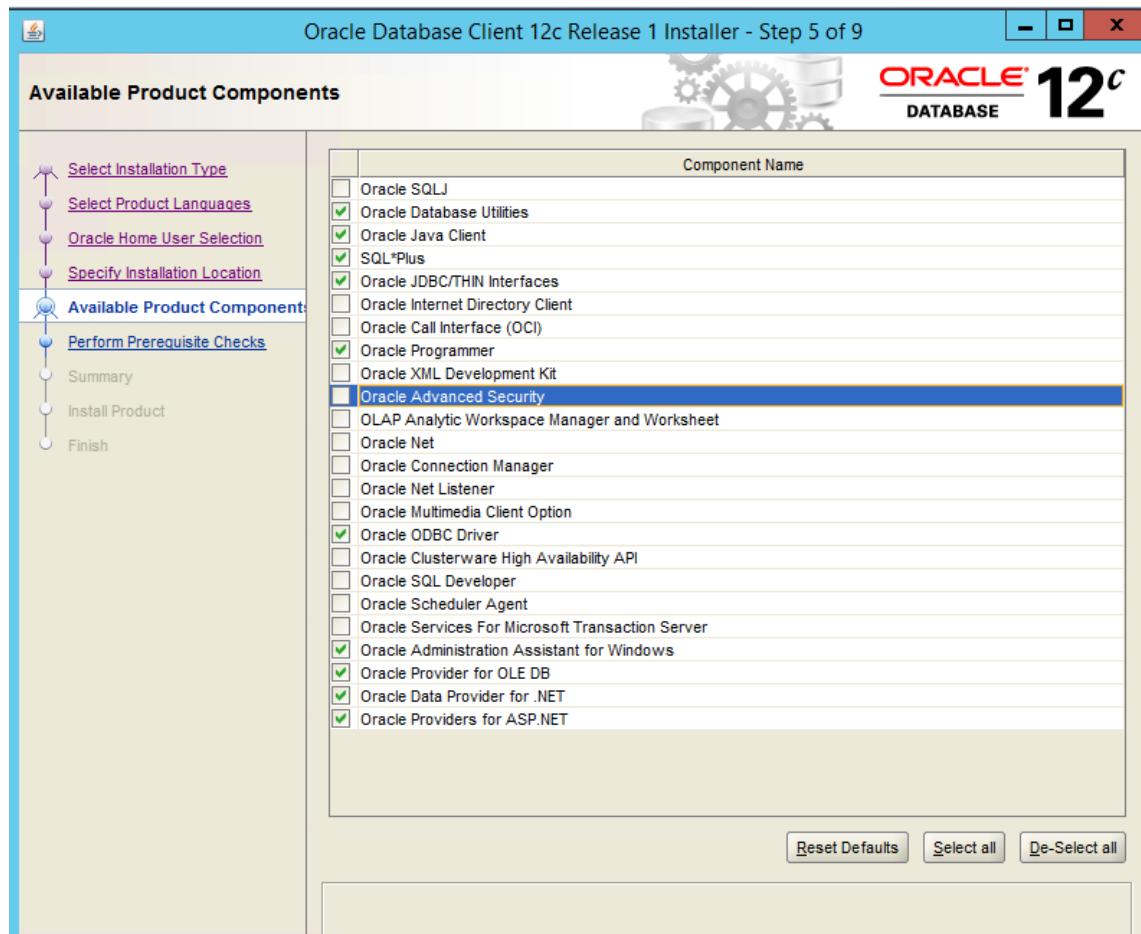 Oracle Database Client 12c Release 1 Installer - Step 5 of 9
Available Product Components
ORACLE
DATABASE
12c
Select Installation Type
Select Product Languages
Oracle Home User Selection
Specify Installation Location
Available Product Components
Perform Prerequisite Checks
Summary
Install Product
Finish
Component Name
Oracle SQLJ
Oracle Database Utilities
Oracle Java Client
SQL*Plus
Oracle JDBC/THIN Interfaces
Oracle Internet Directory Client
Oracle Call Interface (OCI)
Oracle Programmer
Oracle XML Development Kit
Oracle Advanced Security
OLAP Analytic Workspace Manager and Worksheet
Oracle Net
Oracle Connection Manager
Oracle Net Listener
Oracle Multimedia Client Option
Oracle ODBC Driver
Oracle Clusterware High Availability API
Oracle SQL Developer
Oracle Scheduler Agent
Oracle Services For Microsoft Transaction Server
Oracle Administration Assistant for Windows
Oracle Provider for OLE DB
Oracle Data Provider for .NET
Oracle Providers for ASP.NET
Reset Defaults Select all De-Select all